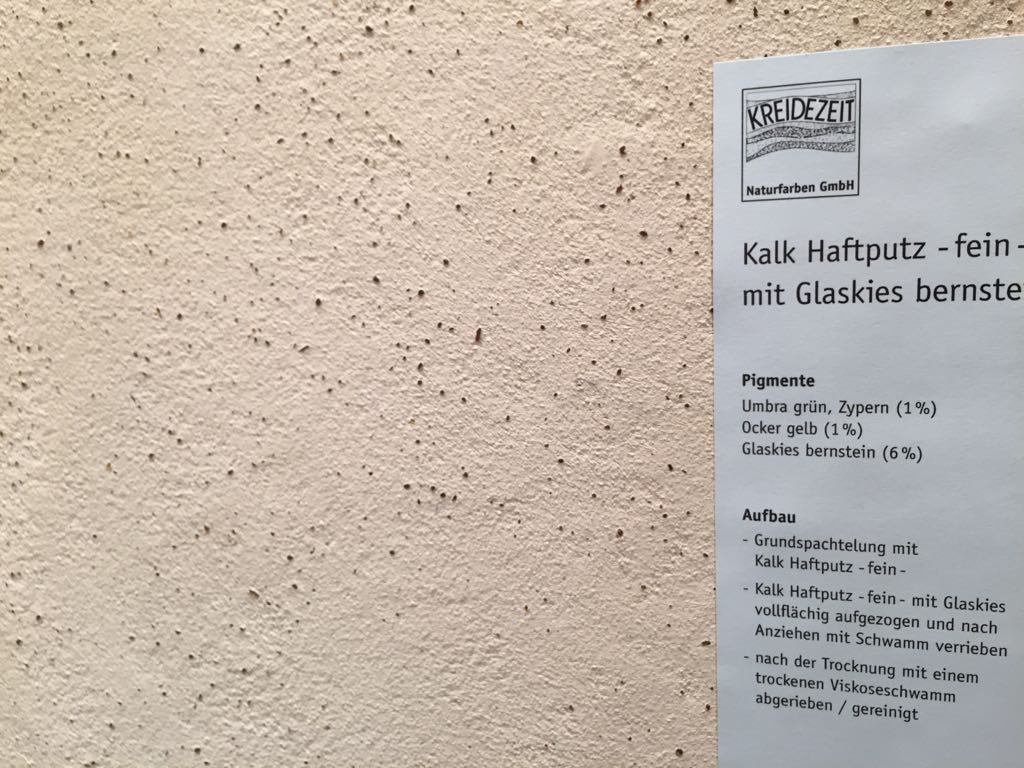 KREIDEZEIT
Naturfarben GmbH
Kalk Haftputz - fein -
mit Glaskies bernste
Pigmente
Umbra grün, Zypern (1 %)
Ocker gelb (1 %)
Glaskies bernstein (6 %)
Aufbau
- Grundspachtelung mit
Kalk Haftputz - fein -
- Kalk Haftputz - fein - mit Glaskies
vollflächig aufgezogen und nach
Anziehen mit Schwamm verrieben
- nach der Trocknung mit einem
trockenen Viskoseschwamm
abgerieben / gereinigt